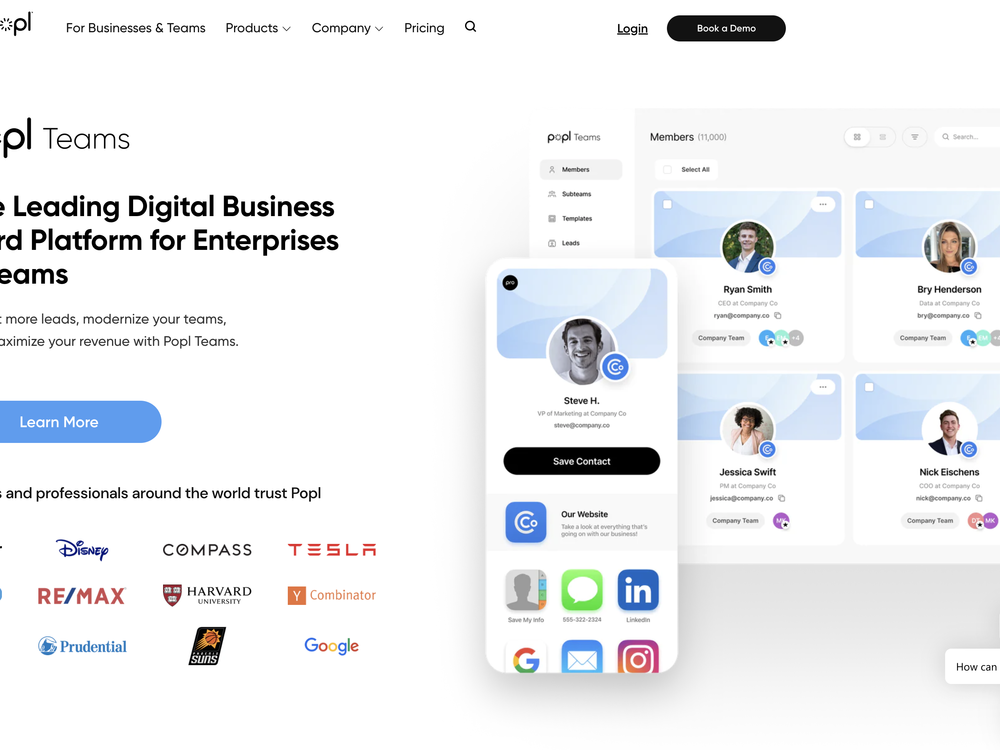 popl
For Businesses & Teams
Products
Company
Pricing
Login
Book a Demo
opl Teams
e Leading Digital Business
rd Platform for Enterprises
eams
t more leads, modernize your teams,
aximize your revenue with Popl Teams.
Learn More
s and professionals around the world trust Popl
DISNEY
COMPASS
TESLA
RE/MAX
HARVARD
UNIVERSITY
Y Combinator
Prudential
PHOENIX
SUNS
Google
popl Teams
Members
Subteams
Templates
Leads
Members (11,000)
Search...
Select All
Ryan Smith
CEO at Company Co
ryan@company.co
Company Team
+4
Bry Henderson
Data at Company Co
bry@company.co
Company Team
EM
Jessica Swift
PM at Company Co
jessica@company.co
Company Team
Nick Eischens
COO at Company Co
nick@company.co
Company Team
MK
pro
Steve H.
VP of Marketing at Company Co
steve@company.co
Save Contact
Our Website
Take a look at everything that's
going on with our business!
in
Save My Info
555-322-2324
LinkedIn
How can